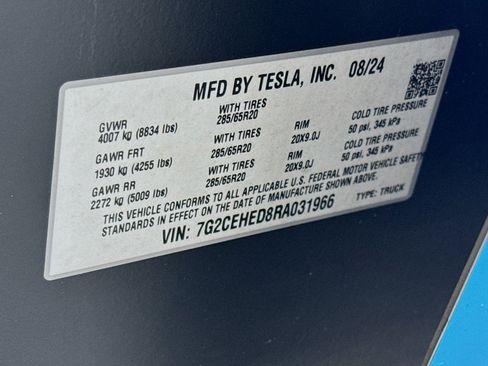 MFD BY TESLA, INC. 08/24
GVWR WITH TIRES COLD TIRE PRESSURE
4007 kg (8834 lbs) 285/65R20 RIM 20X9.0J 50 psi, 345 kPa
GAWR FRT WITH TIRES RIM COLD TIRE PRESSURE
1930 kg (4255 lbs) 285/65R20 20X9.0J 50 psi, 345 kPa
GAWR RR WITH TIRES
2272 kg (5009 lbs) 285/65R20
THIS VEHICLE CONFORMS TO ALL APPLICABLE U.S. FEDERAL MOTOR VEHICLE SAFETY
STANDARDS IN EFFECT ON THE DATE OF MANUFACTURE SHOWN ABOVE.
VIN: 7G2CEHED8RA031966 TYPE: TRUCK